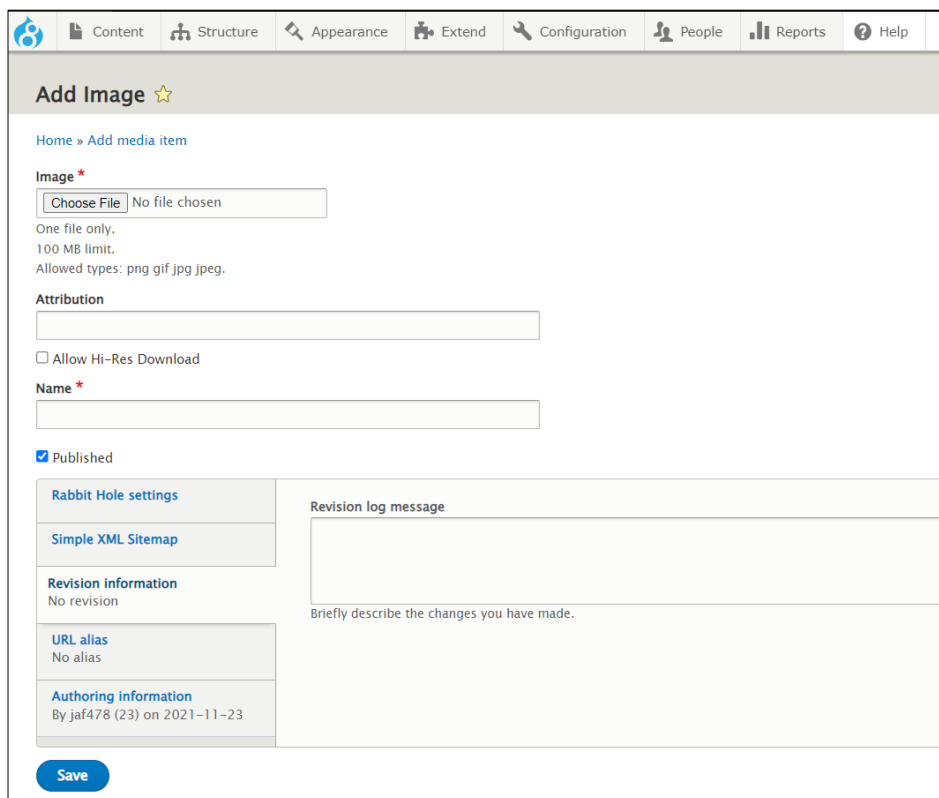 Content Structure Appearance Extend Configuration People Reports Help
Add Image
Home » Add media item
Image *
Choose File No file chosen
One file only.
100 MB limit.
Allowed types: png gif jpg jpeg.
Attribution
Allow Hi-Res Download
Name *
Published
Rabbit Hole settings
Simple XML Sitemap
Revision information
No revision
URL alias
No alias
Authoring information
By jaf478 (23) on 2021-11-23
Revision log message
Briefly describe the changes you have made.
Save